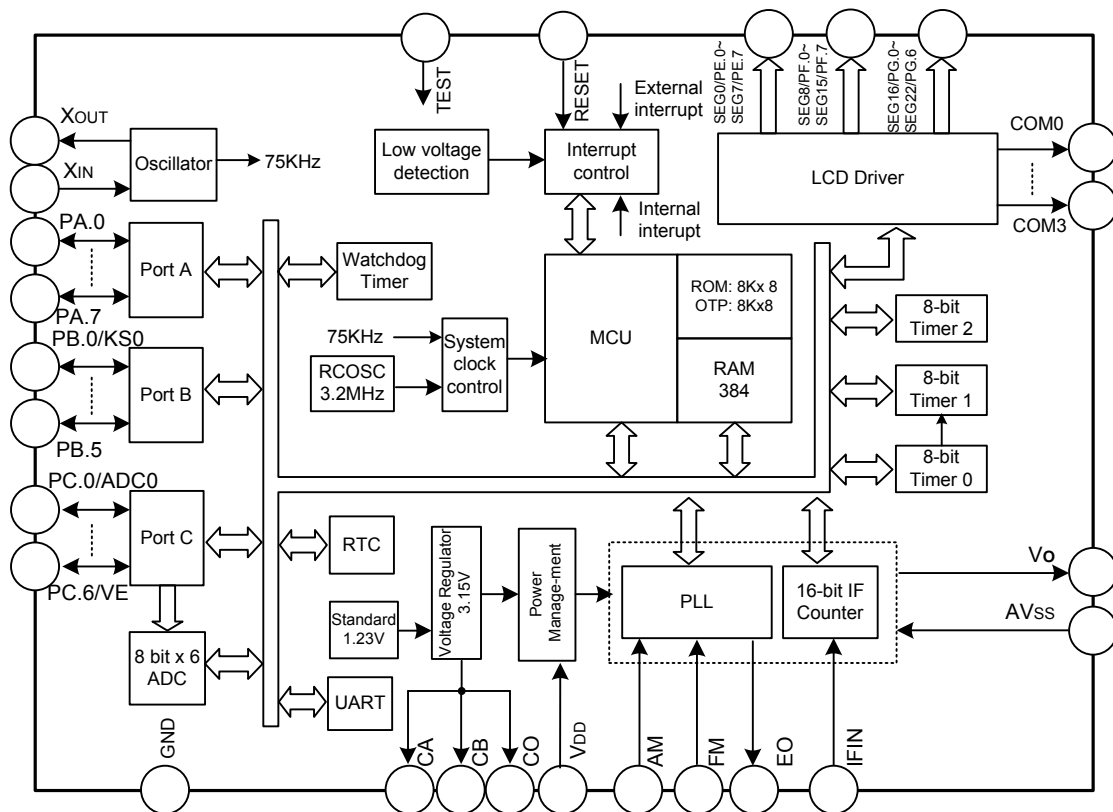 TEST
RESET
External
interrupt
SEG0/PE.0~
SEG7/PE.7
SEG8/PF.0~
SEG15/PF.7
SEG16/PG.0~
SEG22/PG.6
XOUT
XIN
Oscillator
75KHz
Low voltage
detection
Interrupt
control
LCD Driver
COM0
COM3
Internal
interrupt
PA.0
Port A
PA.7
Watchdog
Timer
MCU
ROM: 8Kx 8
OTP: 8Kx8
RAM
384
8-bit
Timer 2
75KHz
RCOSC
3.2MHz
System
clock
control
PB.0/KS0
Port B
PB.5
8-bit
Timer 1
8-bit
Timer 0
PC.0/ADC0
Port C
PC.6/VE
RTC
Standard
1.23V
Voltage Regulator
3.15V
Power
Manage-ment
PLL
16-bit IF
Counter
Vo
AVSS
8 bit x 6
ADC
UART
GND
CA
CB
CO
VDD
AM
FM
EO
IFIN